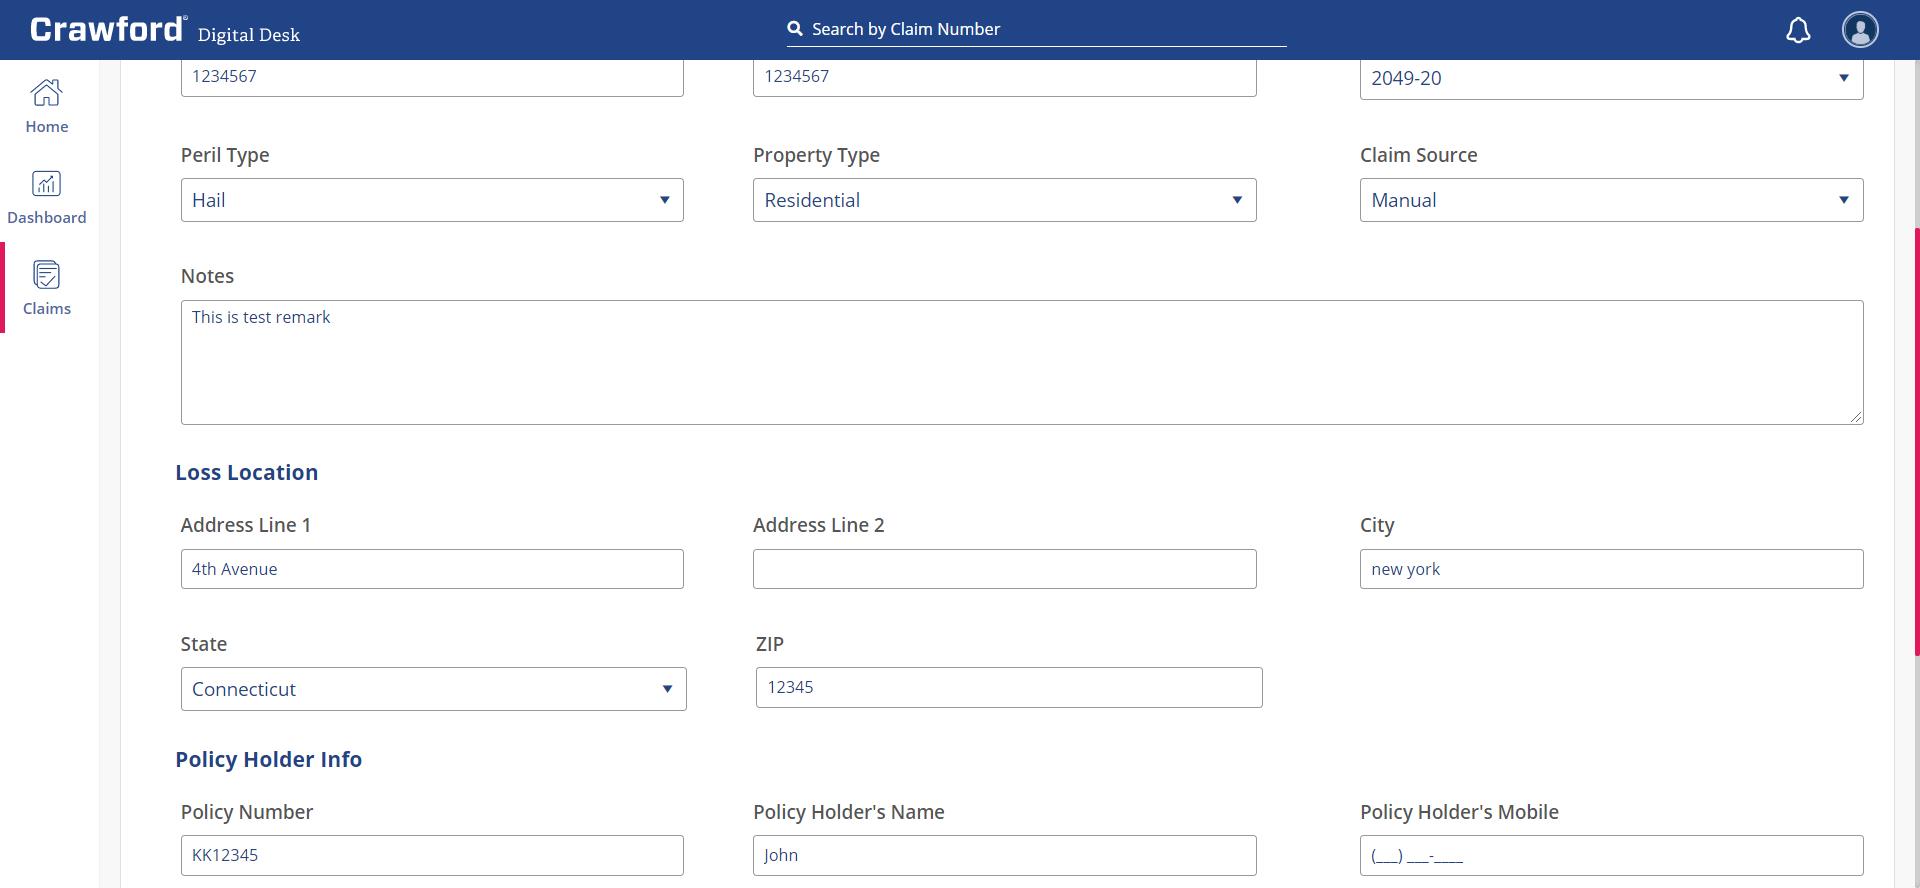 Crawford®
Digital Desk
Search by Claim Number
1234567
1234567
2049-20
Home
Dashboard
Claims
Peril Type
Property Type
Claim Source
Hail
Residential
Manual
Notes
This is test remark
Loss Location
Address Line 1
Address Line 2
City
4th Avenue
new york
State
ZIP
Connecticut
12345
Policy Holder Info
Policy Number
Policy Holder's Name
Policy Holder's Mobile
KK12345
John
(___) ___-____